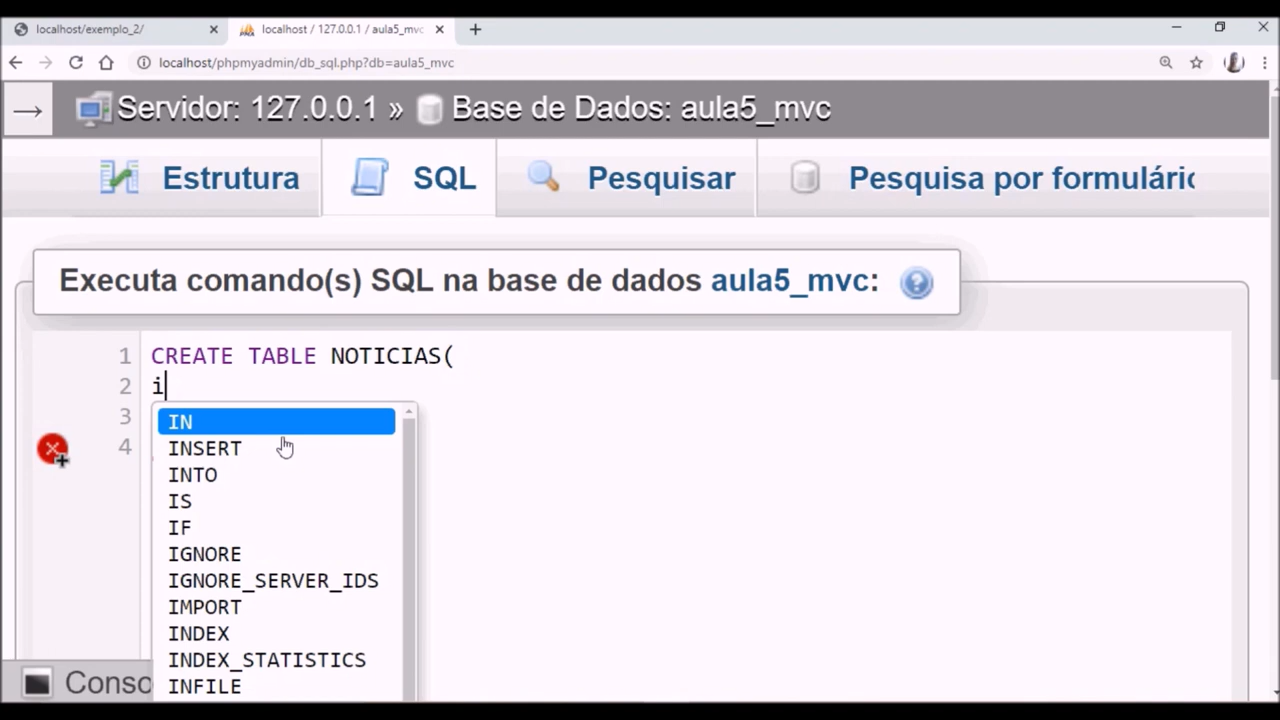 localhost/exemplo_2/
localhost / 127.0.0.1 / aula5_mvc
localhost/phpmyadmin/db_sql.php?db=aula5_mvc
Servidor: 127.0.0.1 » Base de Dados: aula5_mvc
Estrutura
SQL
Pesquisar
Pesquisa por formulário
Executa comando(s) SQL na base de dados aula5_mvc:
1 CREATE TABLE NOTICIAS(
2 i
3
4
IN
INSERT
INTO
IS
IF
IGNORE
IGNORE_SERVER_IDS
IMPORT
INDEX
INDEX_STATISTICS
INFILE
Conso